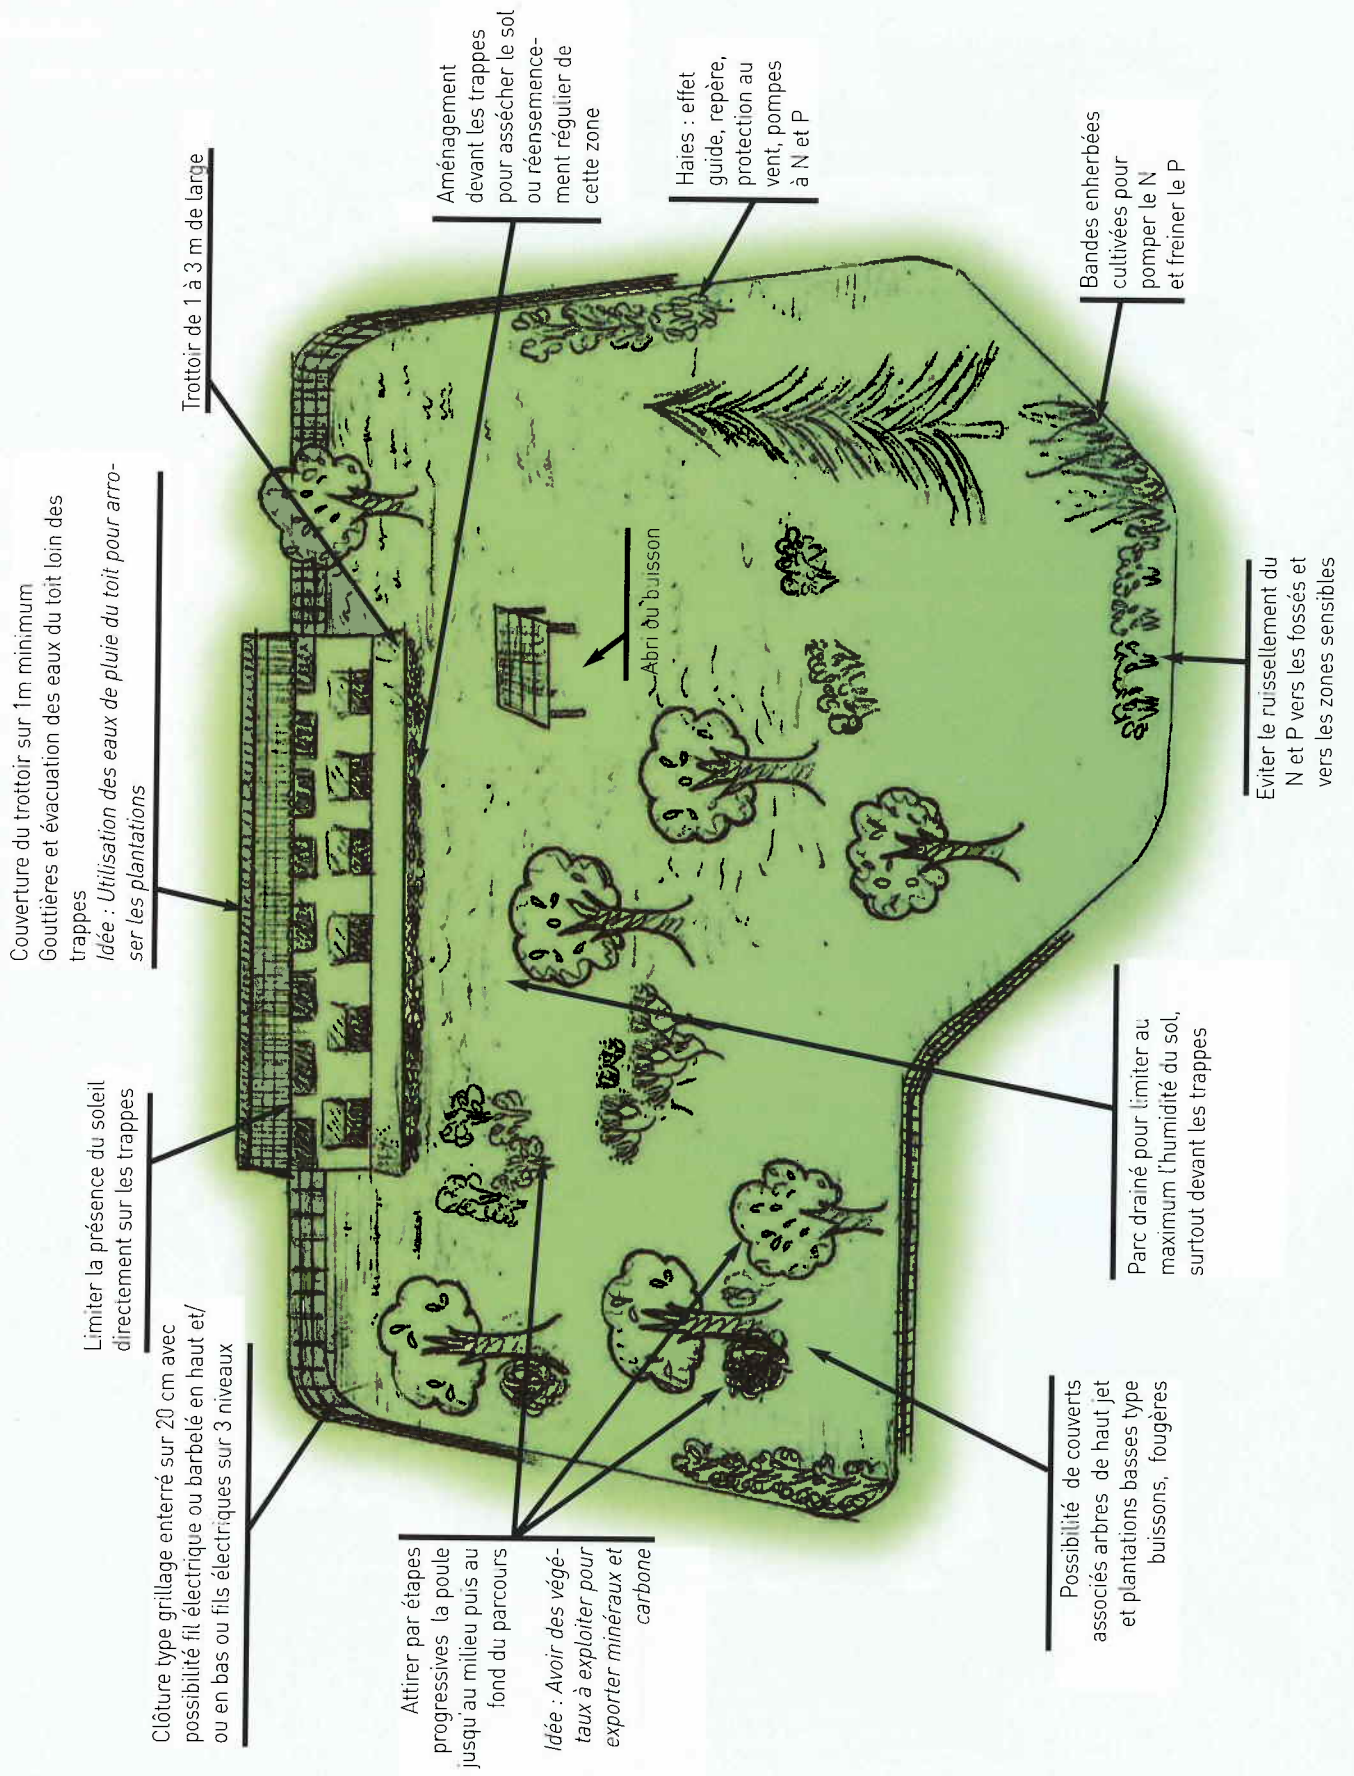 Clôture type grillage enterré sur 20 cm avec
possibilité fil électrique ou barbelé en haut et/
ou en bas ou fils électriques sur 3 niveaux
Limiter la présence du soleil
directement sur les trappes
Couverture du trottoir sur 1m minimum
Gouttières et évacuation des eaux du toit loin des
trappes
Idée : Utilisation des eaux de pluie du toit pour arro-
ser les plantations
Trottoir de 1 à 3 m de large
Aménagement
devant les trappes
pour assécher le sol
ou réensemence-
ment régulier de
cette zone
Attirer par étapes
progressives la poule
jusqu'au milieu puis au
fond du parcours
Idée : Avoir des végé-
taux à exploiter pour
exporter minéraux et
carbone
Abri ou buisson
Haies : effet
guide, repère,
protection au
vent, pompes
à N et P
Possibilité de couverts
associés arbres de haut jet
et plantations basses type
buissons, fougères
Parc drainé pour limiter au
maximum l'humidité du sol,
surtout devant les trappes
Eviter le ruissellement du
N et P vers les fossés et
vers les zones sensibles
Bandes enherbées
cultivées pour
pomper le N
et freiner le P